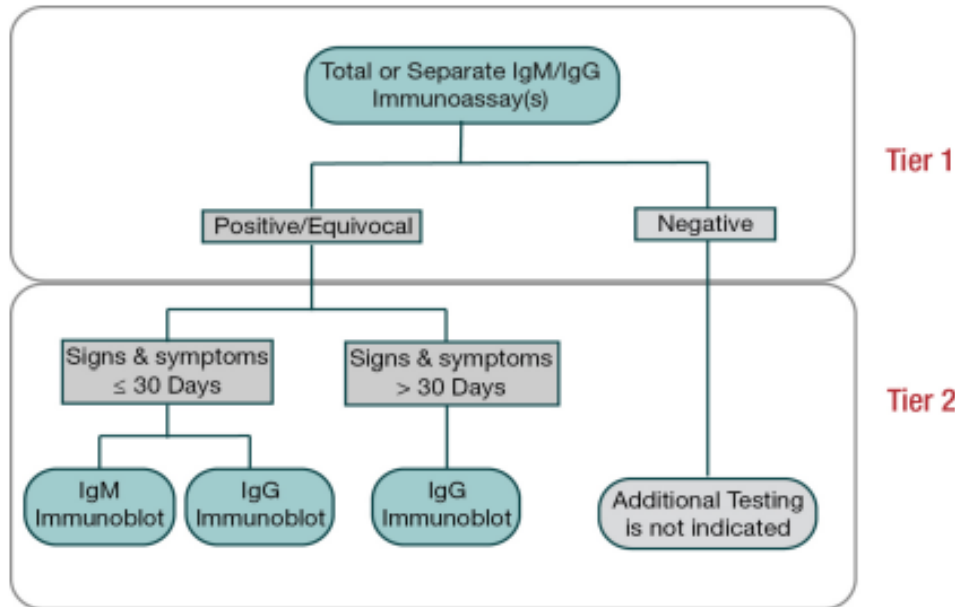 Total or Separate IgM/IgG
Immunoassay(s)
Tier 1
Positive/Equivocal
Negative
Signs & symptoms
≤ 30 Days
Signs & symptoms
> 30 Days
Tier 2
IgM
Immunoblot
IgG
Immunoblot
IgG
Immunoblot
Additional Testing
is not indicated